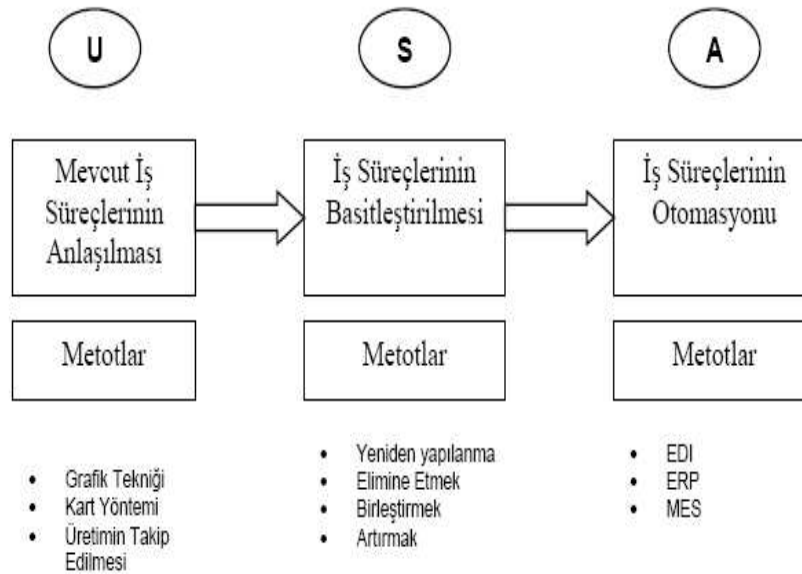 U
S
A
Mevcut İş
Süreçlerinin
Anlaşılması
İş Süreçlerinin
Basitleştirilmesi
İş Süreçlerinin
Otomasyonu
Metotlar
Metotlar
Metotlar
• Grafik Tekniği
• Kart Yöntemi
• Üretimin Takip
Edilmesi
• Yeniden yapılanma
• Elimine Etmek
• Birleştirmek
• Artırmak
• EDI
• ERP
• MES